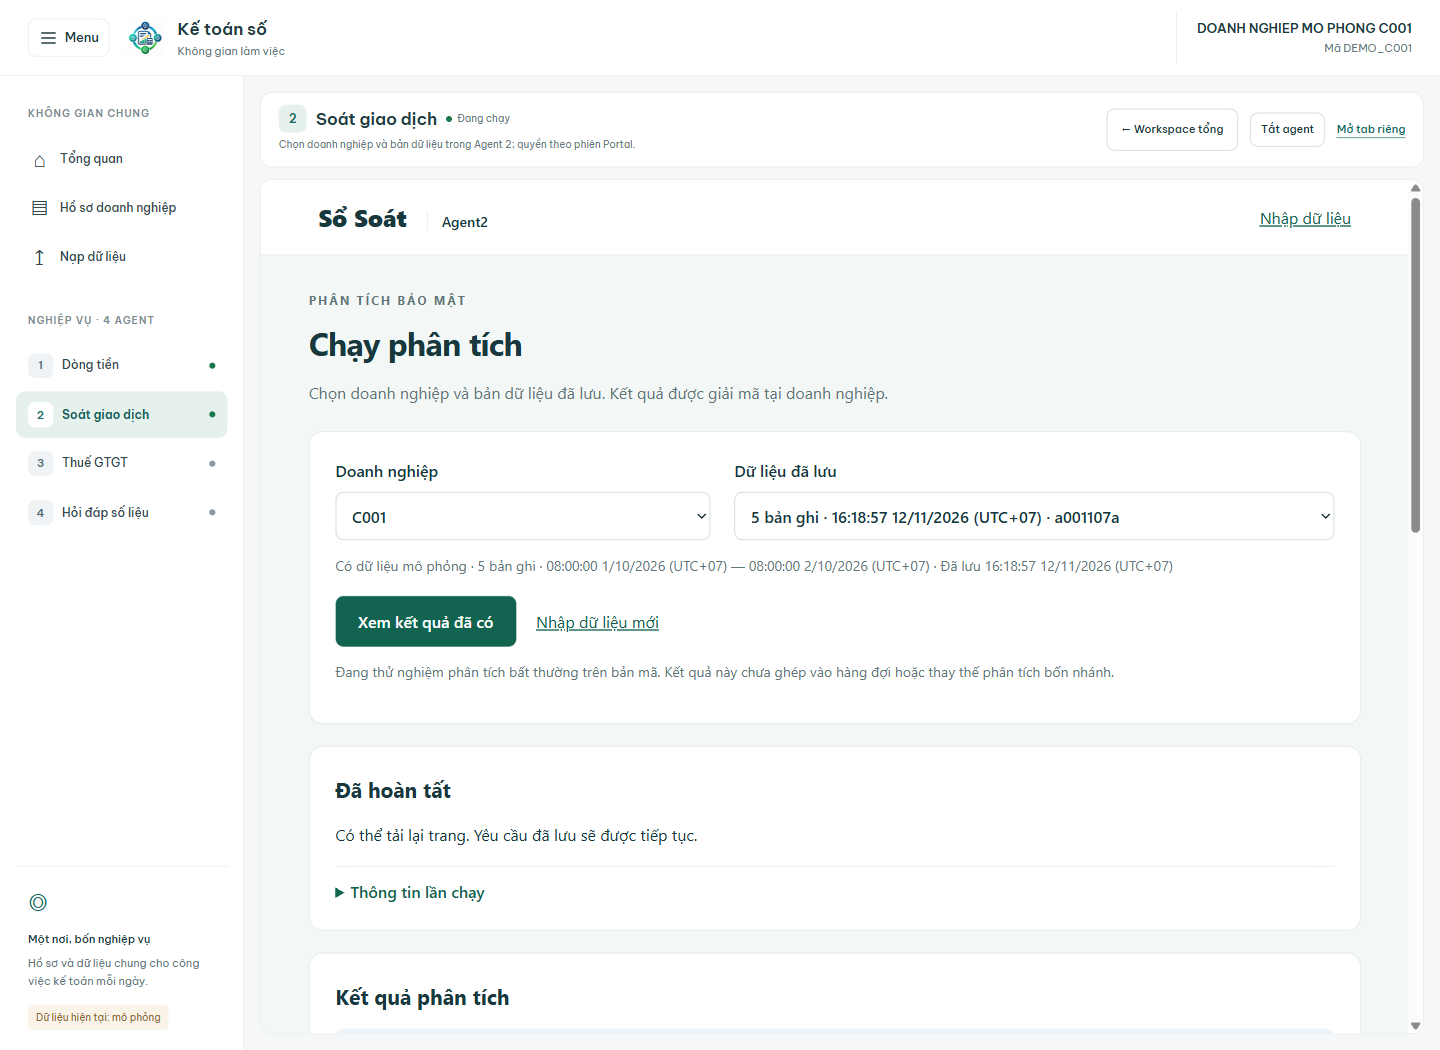 Menu
Kế toán số
Không gian làm việc
DOANH NGHIEP MO PHONG C001
Mã DEMO_C001
KHÔNG GIAN CHUNG
Tổng quan
Hồ sơ doanh nghiệp
Nạp dữ liệu
NGHIỆP VỤ · 4 AGENT
1 Dòng tiền
2 Soát giao dịch
3 Thuế GTGT
4 Hỏi đáp số liệu
Một nơi, bốn nghiệp vụ
Hồ sơ và dữ liệu chung cho công
việc kế toán mỗi ngày.
Dữ liệu hiện tại: mô phỏng
2 Soát giao dịch Đang chạy
Chọn doanh nghiệp và bản dữ liệu trong Agent 2; quyền theo phiên Portal.
← Workspace tổng
Tắt agent
Mở tab riêng
Sổ Soát
Agent2
Nhập dữ liệu
PHÂN TÍCH BẢO MẬT
Chạy phân tích
Chọn doanh nghiệp và bản dữ liệu đã lưu. Kết quả được giải mã tại doanh nghiệp.
Doanh nghiệp
C001
Dữ liệu đã lưu
5 bản ghi · 16:18:57 12/11/2026 (UTC+07) · a001107a
Có dữ liệu mô phỏng · 5 bản ghi · 08:00:00 1/10/2026 (UTC+07) — 08:00:00 2/10/2026 (UTC+07) · Đã lưu 16:18:57 12/11/2026 (UTC+07)
Xem kết quả đã có
Nhập dữ liệu mới
Đang thử nghiệm phân tích bất thường trên bản mã. Kết quả này chưa ghép vào hàng đợi hoặc thay thế phân tích bốn nhánh.
Đã hoàn tất
Có thể tải lại trang. Yêu cầu đã lưu sẽ được tiếp tục.
Thông tin lần chạy
Kết quả phân tích